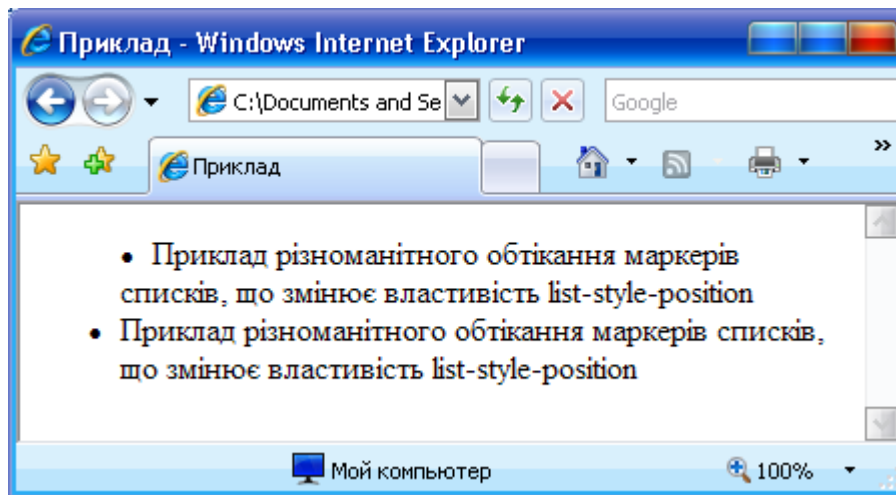 Приклад - Windows Internet Explorer
C:\Documents and Se
Google
Приклад
»
• Приклад різноманітного обтікання маркерів
списків, що змінює властивість list-style-position
• Приклад різноманітного обтікання маркерів списків,
що змінює властивість list-style-position
Мой компьютер
100%